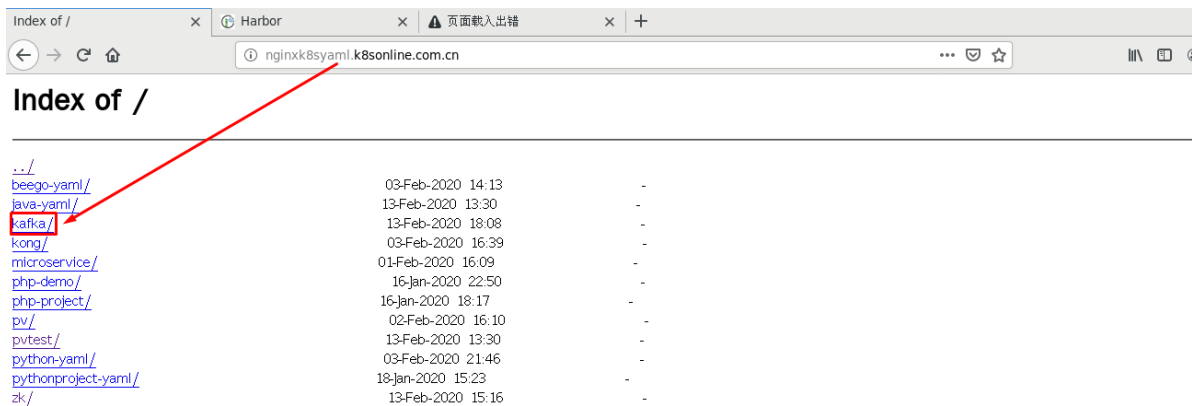 Index of / Harbor 页面载入出错
nginxk8syaml.k8sonline.com.cn
Index of /
../
beego-yaml/ 03-Feb-2020 14:13 -
java-yaml/ 13-Feb-2020 13:30 -
kafka/ 13-Feb-2020 18:08 -
kong/ 03-Feb-2020 16:39 -
microservice/ 01-Feb-2020 16:09 -
php-demo/ 16-Jan-2020 22:50 -
php-project/ 16-Jan-2020 18:17 -
pv/ 02-Feb-2020 16:10 -
pvtest/ 13-Feb-2020 13:30 -
python-yaml/ 03-Feb-2020 21:46 -
pythonproject-yaml/ 18-Jan-2020 15:23 -
zk/ 13-Feb-2020 15:16 -